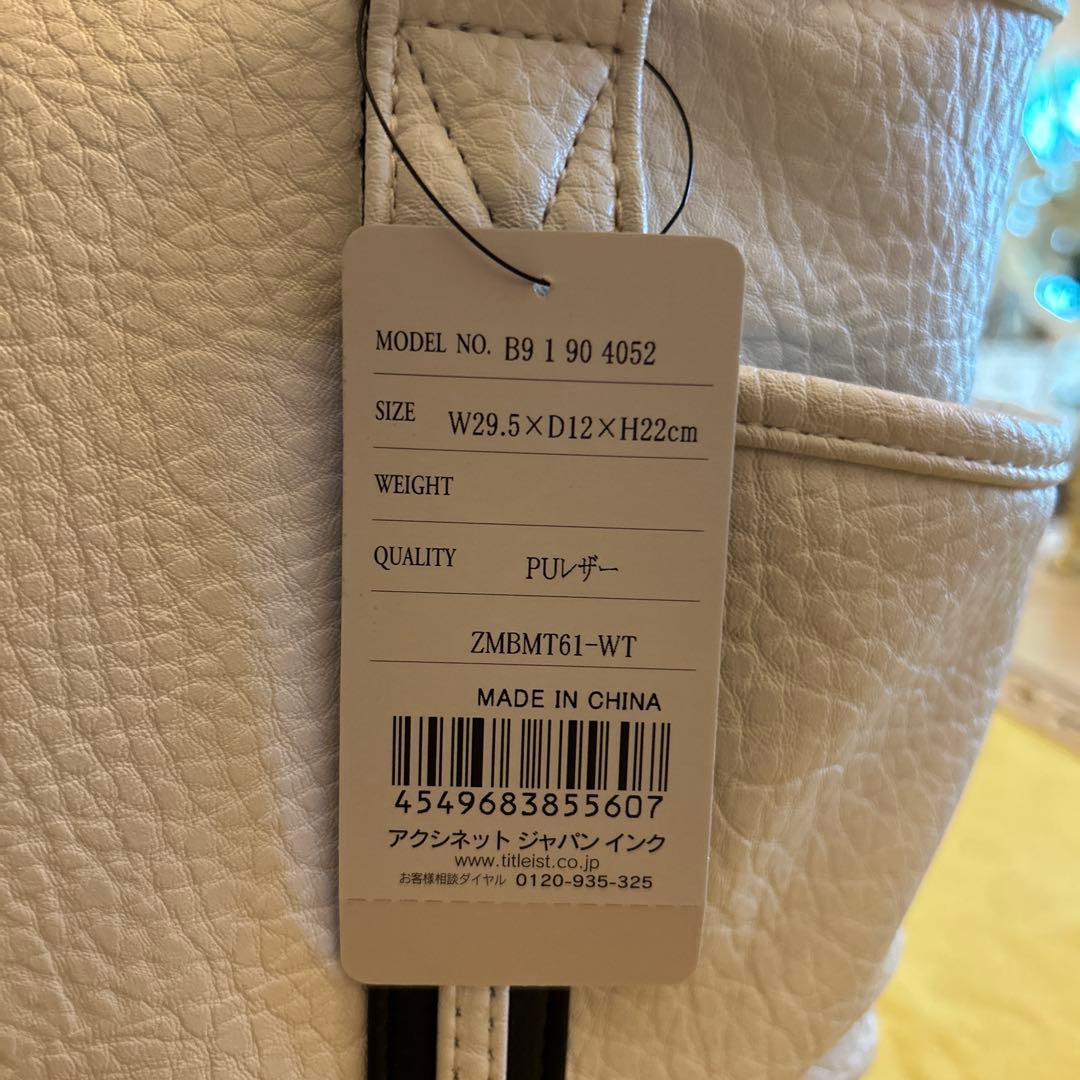 MODEL NO. B9 1 90 4052
SIZE W29.5×D12×H22cm
WEIGHT
QUALITY PUレザー
ZMBMT61-WT
MADE IN CHINA
4549683855607
アクシネット ジャパン インク
www.titleist.co.jp
お客様相談ダイヤル 0120-935-325